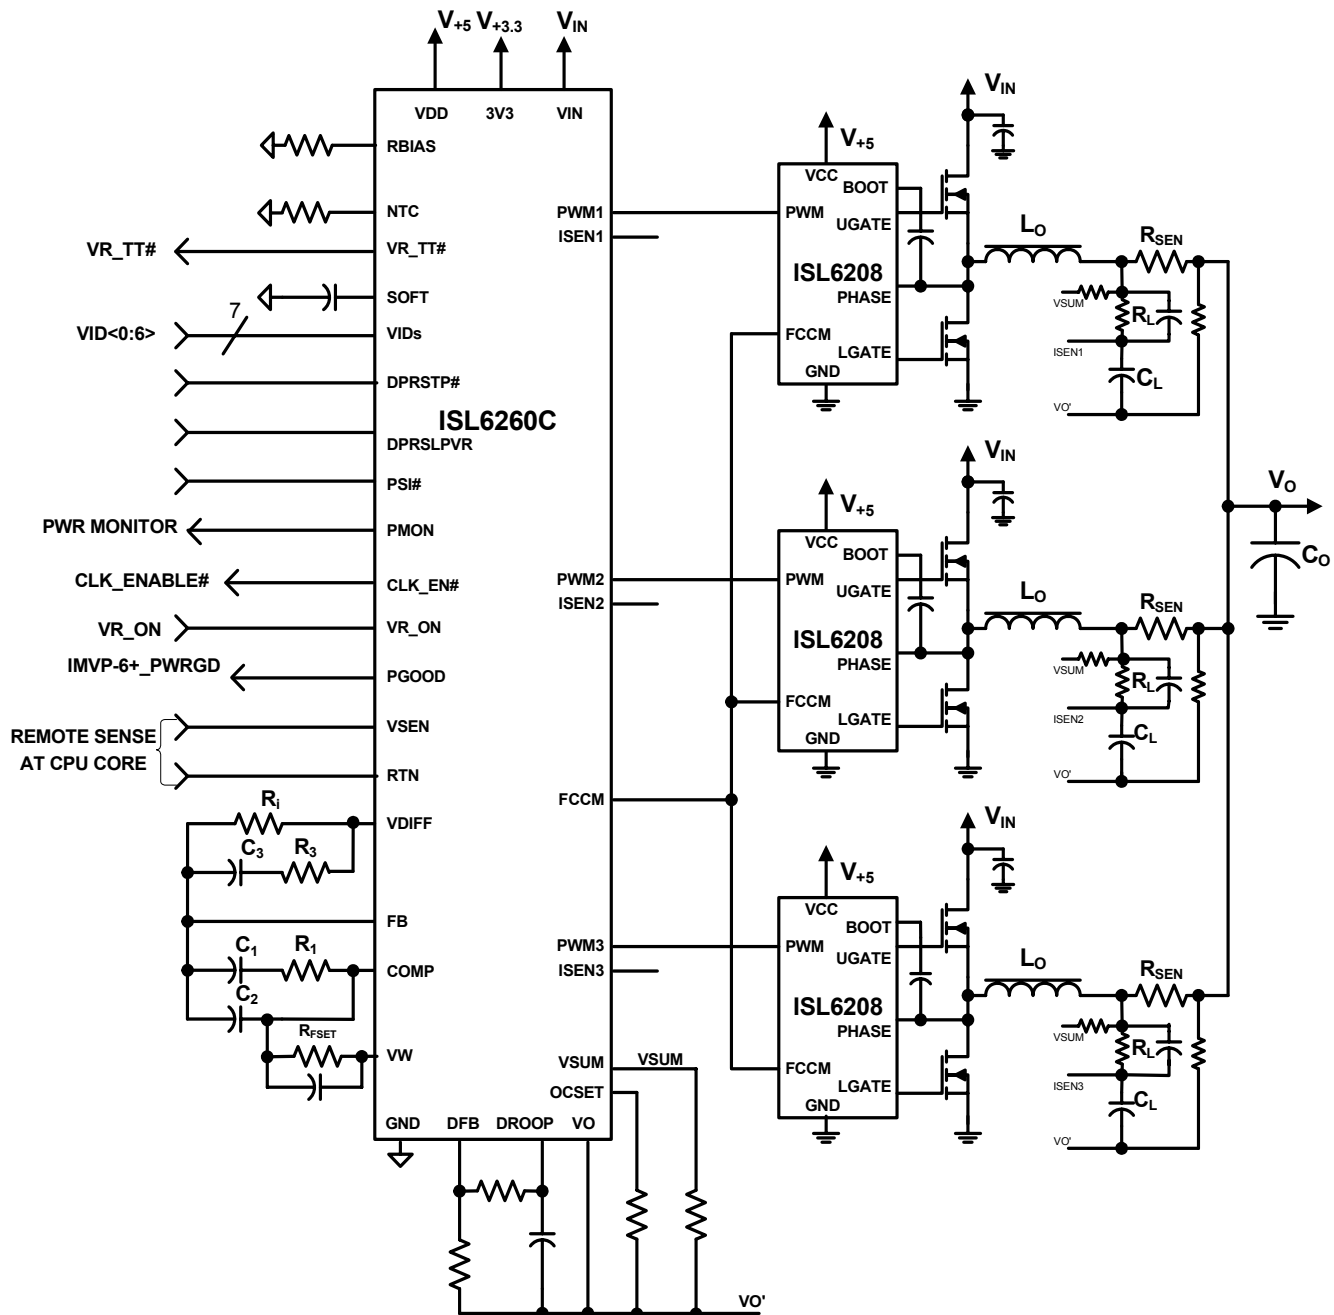 V+5 V+3.3 VIN
VDD 3V3 VIN
RBIAS
NTC
VR_TT# VR_TT#
SOFT
VID<0:6> 7 VIDs
DPRSTP#
ISL6260C
DPRSLPVR
PSI#
PWR MONITOR PMON
CLK_ENABLE# CLK_EN#
VR_ON VR_ON
IMVP-6+_PWRGD PGOOD
REMOTE SENSE
AT CPU CORE
VSEN
RTN
Ri VDIFF
C3 R3
FB
C1 R1 COMP
C2
RFSET
VW
GND DFB DROOP VO
PWM1
ISEN1
PWM2
ISEN2
FCCM
PWM3
ISEN3
VSUM VSUM
OCSET
VO'
V+5
VIN
VCC BOOT
PWM UGATE
ISL6208
PHASE
FCCM LGATE
GND
LO RSEN
VSUM RL
ISEN1
CL
VO'
V+5
VIN
VCC BOOT
PWM UGATE
ISL6208
PHASE
FCCM LGATE
GND
LO RSEN
VSUM RL
ISEN2
CL
VO'
V+5
VIN
VCC BOOT
PWM UGATE
ISL6208
PHASE
FCCM LGATE
GND
LO RSEN
VSUM RL
ISEN3
CL
VO'
VO
CO